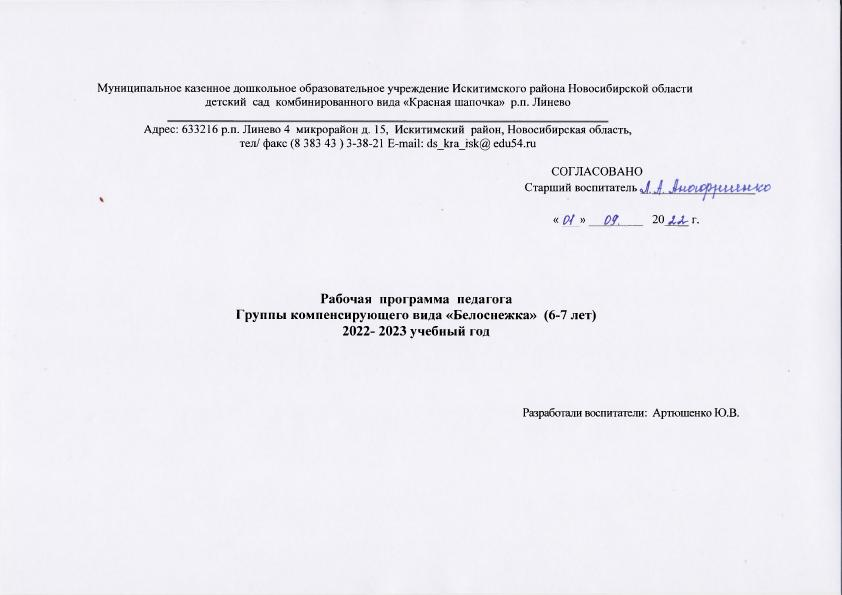 Муниципальное казенное дошкольное образовательное учреждение Искитимского района Новосибирской области
детский сад комбинированного вида «Красная шапочка» р.п. Линево
Адрес: 633216 р.п. Линево 4 микрорайон д. 15, Искитимский район, Новосибирская область,
тел/ факс (8 383 43 ) 3-38-21 E-mail: ds_kra_isk@ edu54.ru
СОГЛАСОВАНО
Старший воспитатель Л.А.
« 01 » 09. 20 22 г.
Рабочая программа педагога
Группы компенсирующего вида «Белоснежка» (6-7 лет)
2022- 2023 учебный год
Разработали воспитатели: Артюшенко Ю.В.